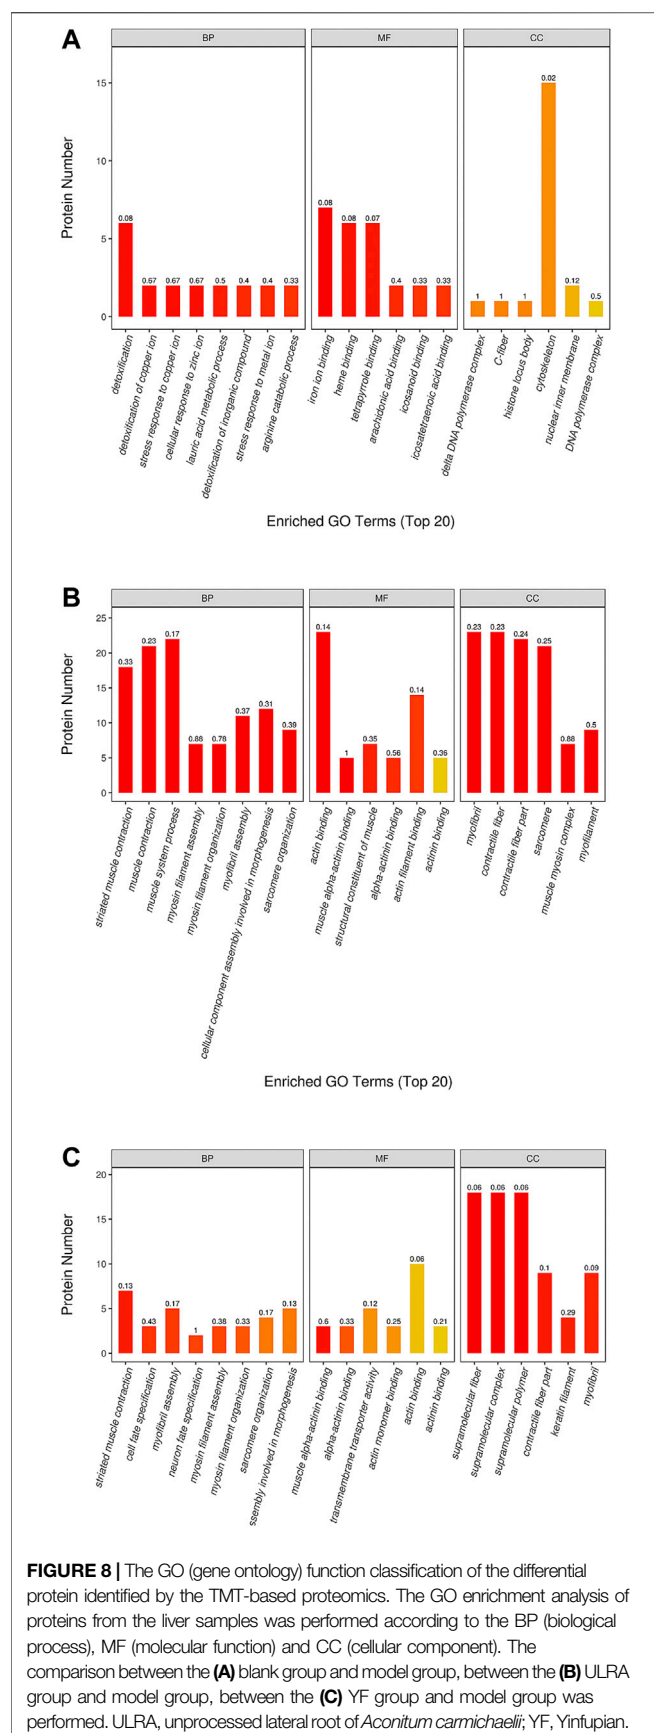 A
BP
MF
CC
Protein Number
15
10
5
0
0.08
0.67
0.67
0.67
0.5
0.4
0.4
0.33
0.08
0.08
0.07
0.4
0.33
0.33
1
1
1
0.02
0.12
0.5
detoxification
detoxification of copper ion
stress response to copper ion
cellular response to zinc ion
lauric acid metabolic process
detoxification of inorganic compound
stress response to metal ion
arginine catabolic process
iron ion binding
heme binding
tetrapyrrole binding
arachidonic acid binding
icosanoid binding
icosatetraenoic acid binding
delta DNA polymerase complex
C-fiber
histone locus body
cytoskeleton
nuclear inner membrane
DNA polymerase complex
Enriched GO Terms (Top 20)
B
BP
MF
CC
Protein Number
25
20
15
10
5
0
0.33
0.23
0.17
0.88
0.78
0.37
0.31
0.39
0.14
1
0.35
0.56
0.14
0.36
0.23
0.23
0.24
0.25
0.88
0.5
striated muscle contraction
muscle contraction
muscle system process
myosin filament assembly
myosin filament organization
myofibril assembly
cellular component assembly involved in morphogenesis
sarcomere organization
actin binding
muscle alpha-actinin binding
structural constituent of muscle
alpha-actinin binding
actin filament binding
actinin binding
myofibril
contractile fiber
contractile fiber part
sarcomere
muscle myosin complex
myofilament
Enriched GO Terms (Top 20)
C
BP
MF
CC
Protein Number
20
15
10
5
0
0.13
0.43
0.17
1
0.38
0.33
0.17
0.13
0.6
0.33
0.12
0.25
0.06
0.21
0.06
0.06
0.06
0.1
0.29
0.09
striated muscle contraction
cell fate specification
myofibril assembly
neuron fate specification
myosin filament assembly
myosin filament organization
sarcomere organization
assembly involved in morphogenesis
muscle alpha-actinin binding
alpha-actinin binding
transmembrane transporter activity
actin monomer binding
actin binding
actinin binding
supramolecular fiber
supramolecular complex
supramolecular polymer
contractile fiber part
keratin filament
myofibril
FIGURE 8 | The GO (gene ontology) function classification of the differential
protein identified by the TMT-based proteomics. The GO enrichment analysis of
proteins from the liver samples was performed according to the BP (biological
process), MF (molecular function) and CC (cellular component). The
comparison between the (A) blank group and model group, between the (B) ULRA
group and model group, between the (C) YF group and model group was
performed. ULRA, unprocessed lateral root of Aconitum carmichaelii; YF, Yinfupian.